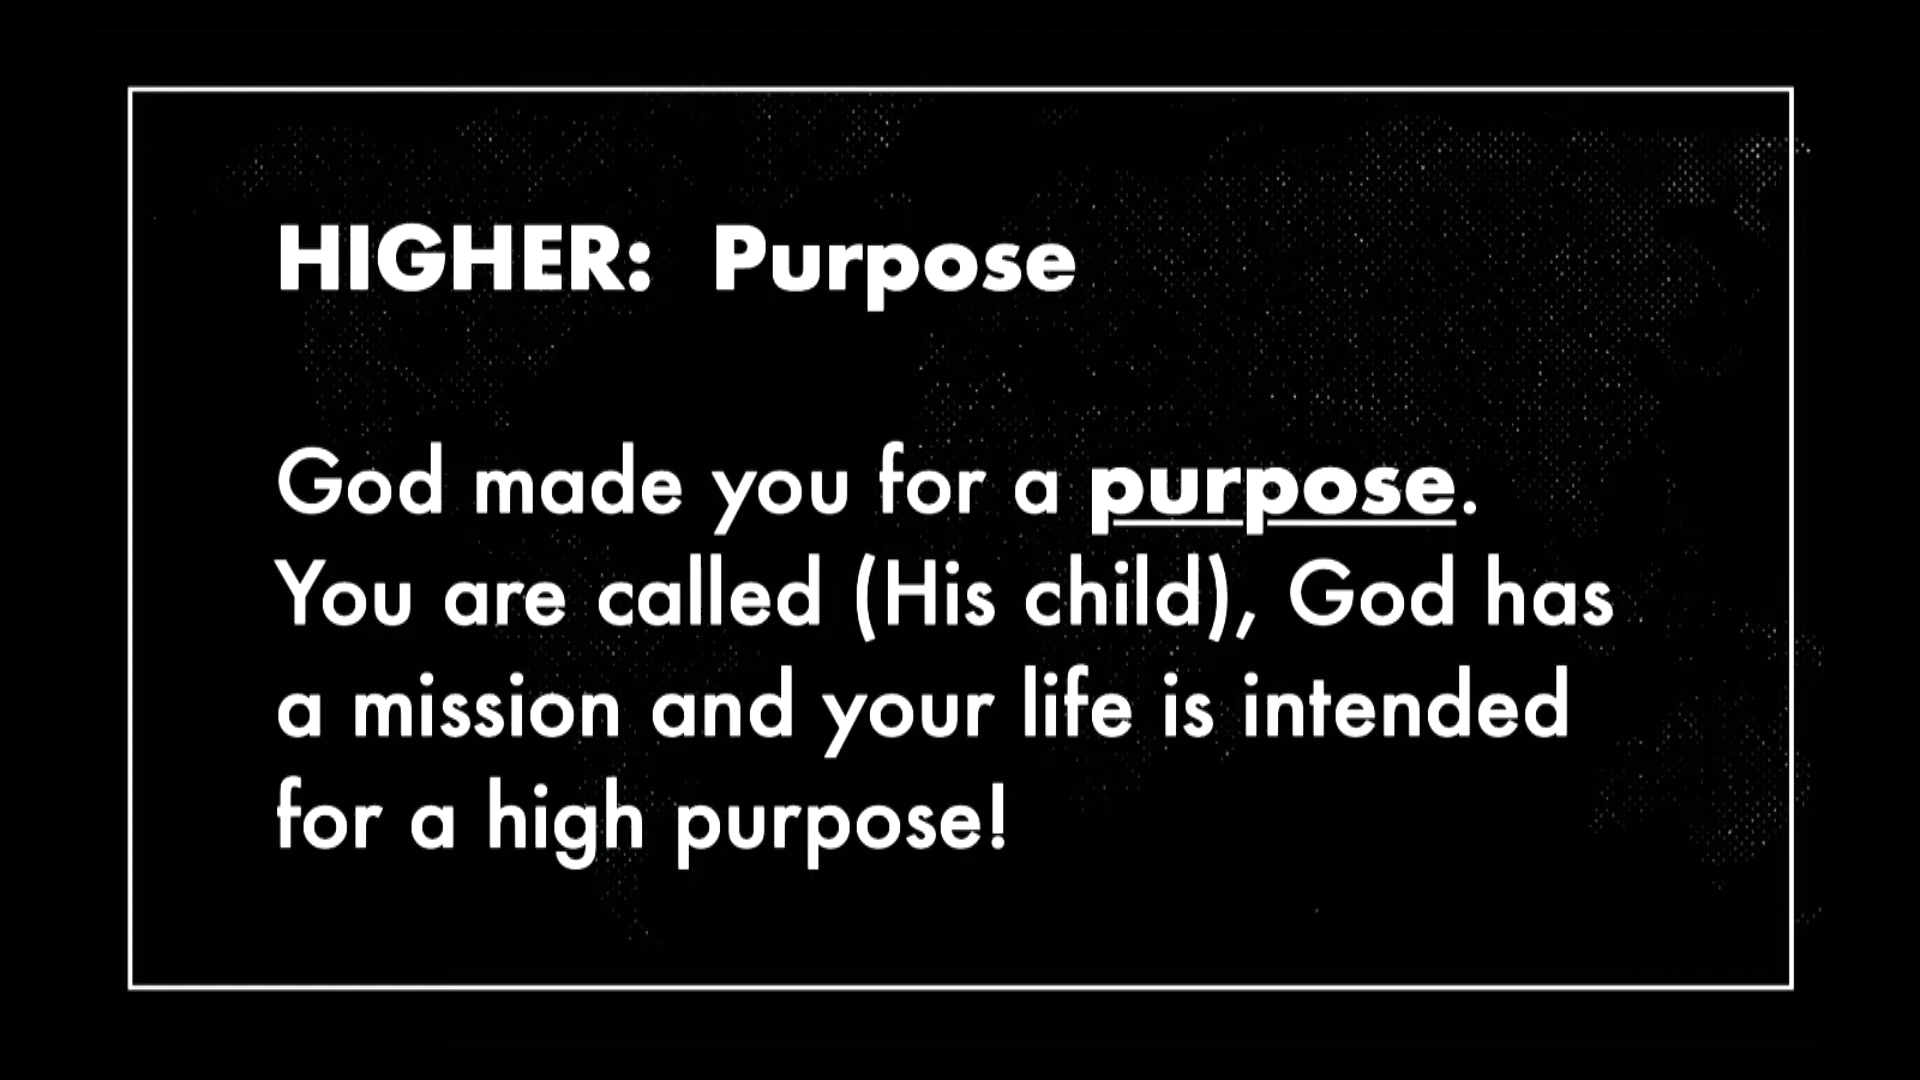 HIGHER: Purpose
God made you for a purpose.
You are called (His child), God has
a mission and your life is intended
for a high purpose!